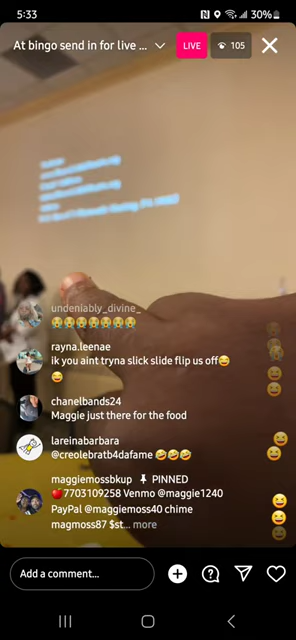 5:33
30%
At bingo send in for live ...
LIVE
105
undeniably_divine_
😭😭😭😭😭😭😭
rayna.leenae
ik you aint tryna slick slide flip us off😅
😅
chanelbands24
Maggie just there for the food
lareinabarbara
@creolebratb4dafame 🤣🤣🤣
maggiemossbkup 📌 PINNED
🍎7703109258 Venmo @maggie1240
PayPal @maggiemoss40 chime
magmoss87 $st... more
Add a comment...